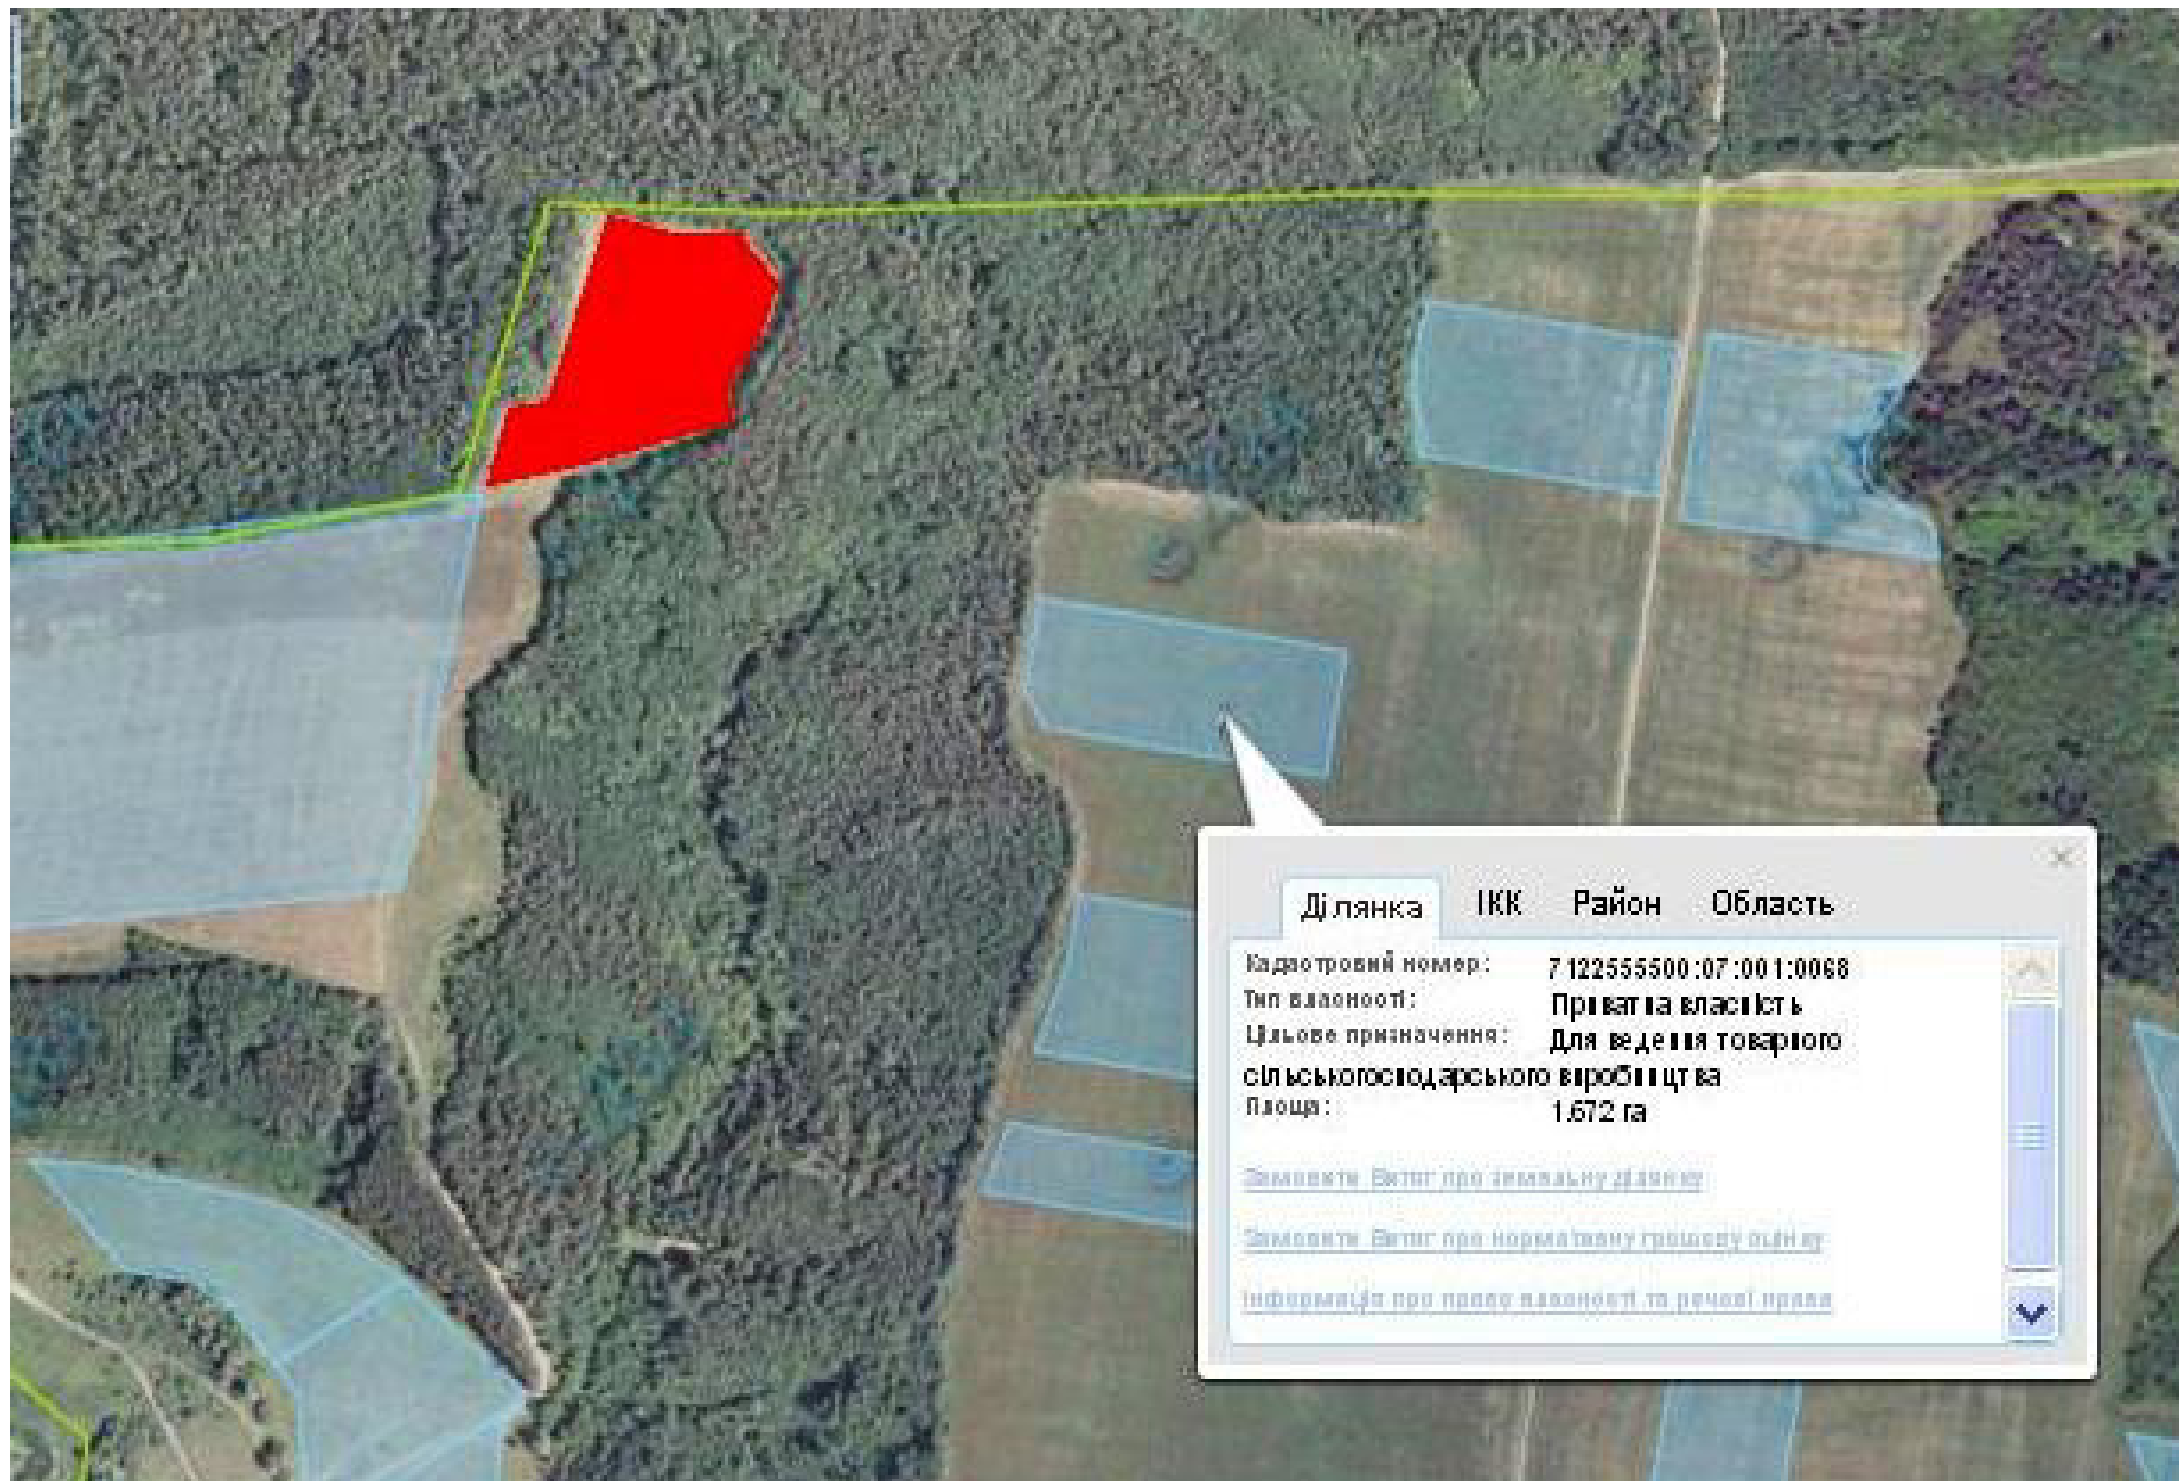 Ділянка ІКК Район Область
Кадастровий номер: 7122555500:07:001:0068
Тип власності: Приватна власність
Цільове призначення: Для ведення товарного
сільськогосподарського виробництва
Площа: 1.672 га
Замовити Витяг про земельну ділянку
Замовити Витяг про нормативну грошову оцінку
Інформація про право власності та речові права